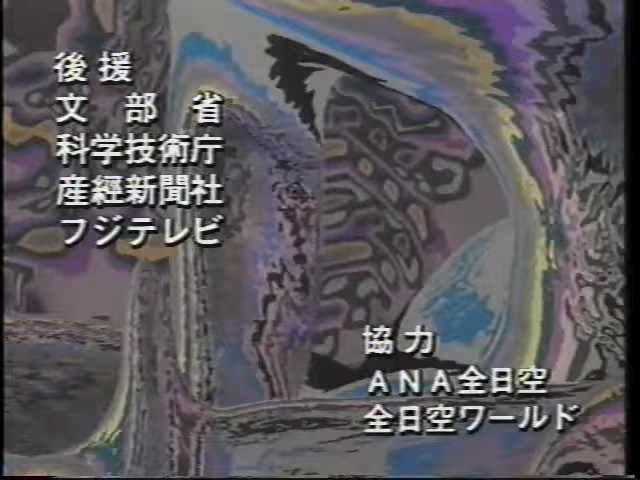 後援
文部省
科学技術庁
産經新聞社
フジテレビ
協力
ANA全日空
全日空ワールド